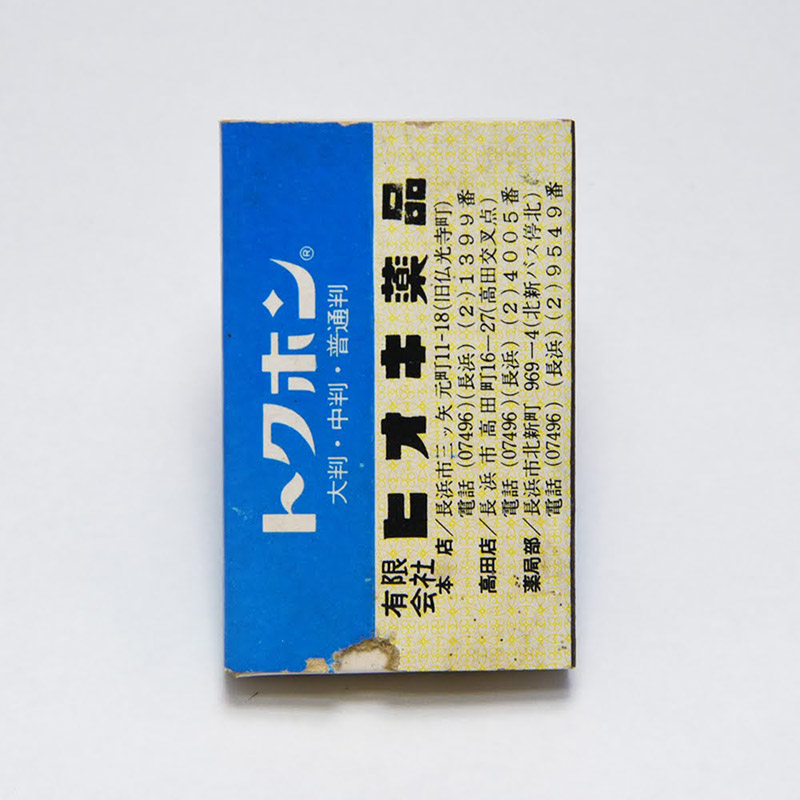 トクホン®
大判・中判・普通判
有限会社 ヒオキ薬品
本店/長浜市三ッ矢元町11-18(旧仏光寺町)
電話(07496)(長浜)(2)1399番
高田店/長浜市高田町16-27(高田交叉点)
電話(07496)(長浜)(2)4005番
薬局部/長浜市北新町 969-4(北新バス停北)
電話(07496)(長浜)(2)9549番